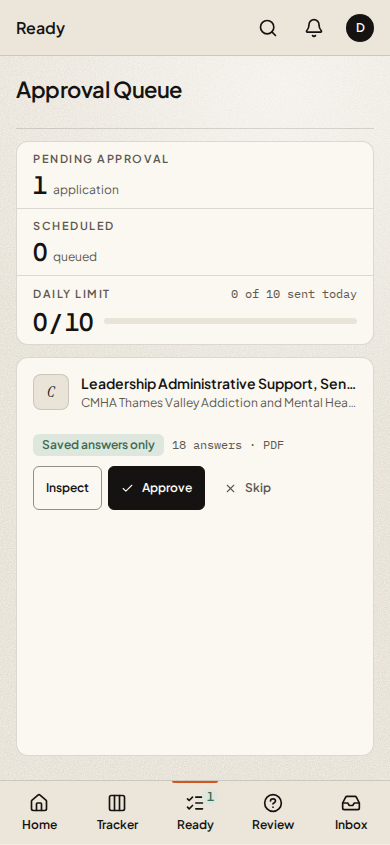 Ready
D
Approval Queue
PENDING APPROVAL
1 application
SCHEDULED
0 queued
DAILY LIMIT 0 of 10 sent today
0/10
C Leadership Administrative Support, Sen…
CMHA Thames Valley Addiction and Mental Hea…
Saved answers only 18 answers · PDF
Inspect Approve Skip
1
Home Tracker Ready Review Inbox